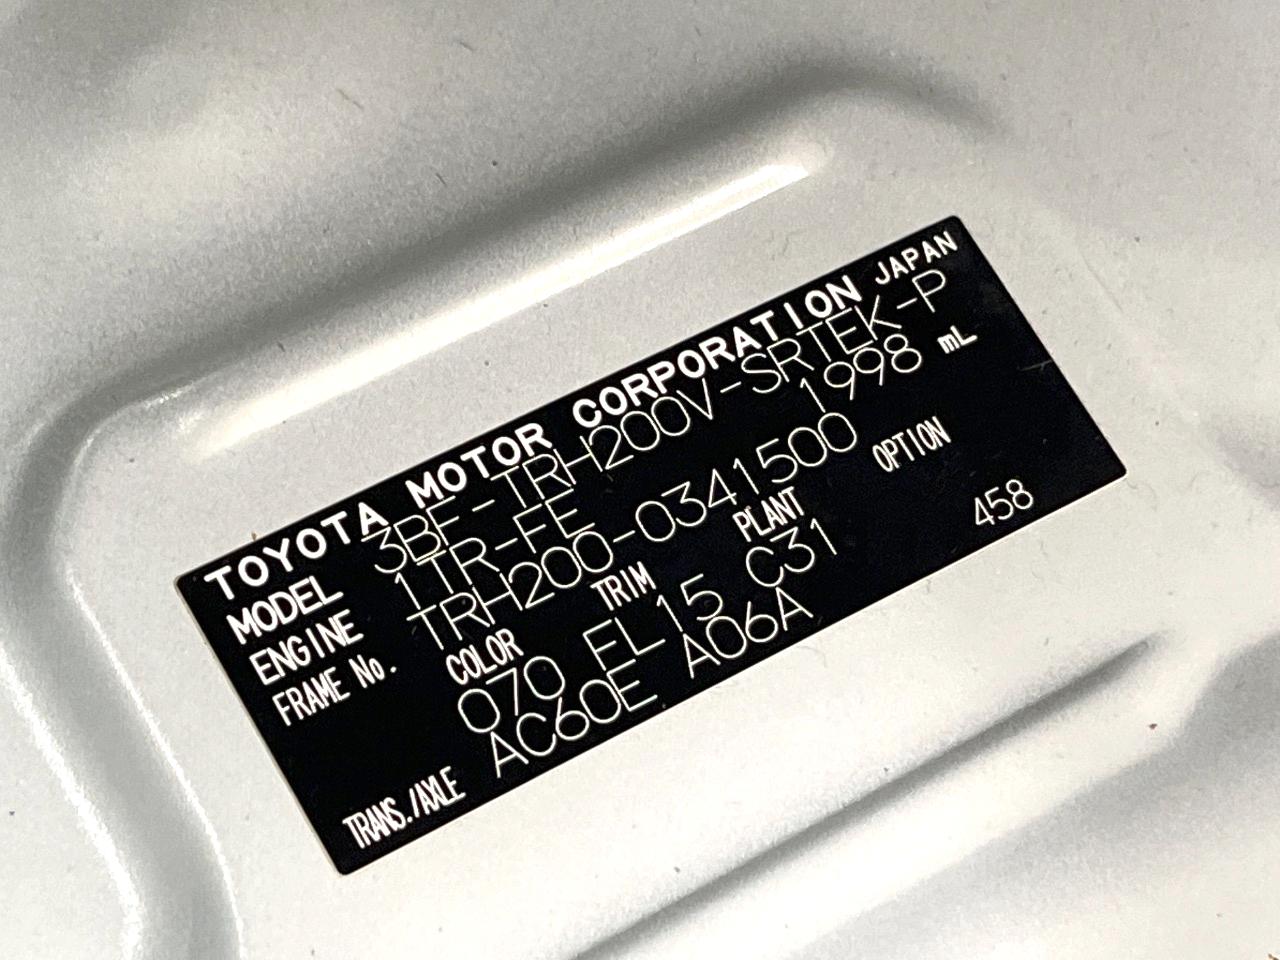 TOYOTA MOTOR CORPORATION JAPAN
MODEL 3BF-TRH200V-SRTEK-P
ENGINE 1TR-FE 1998 mL
FRAME No. TRH200-0341500
COLOR TRIM PLANT OPTION
070 FL15 C31 458
TRANS./AXLE AC60E A06A